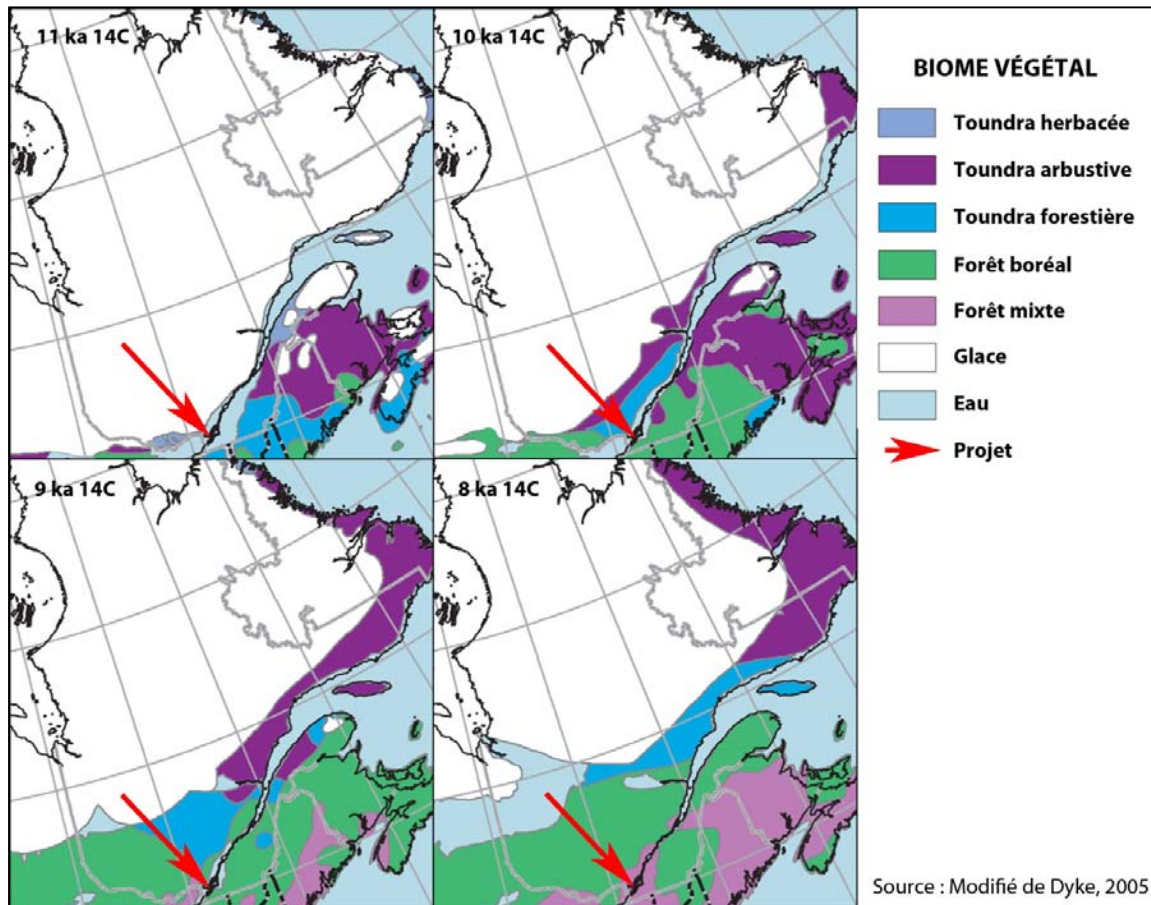 11 ka 14C
10 ka 14C
9 ka 14C
8 ka 14C
BIOME VÉGÉTAL
Toundra herbacée
Toundra arbustive
Toundra forestière
Forêt boréal
Forêt mixte
Glace
Eau
Projet
Source : Modifié de Dyke, 2005